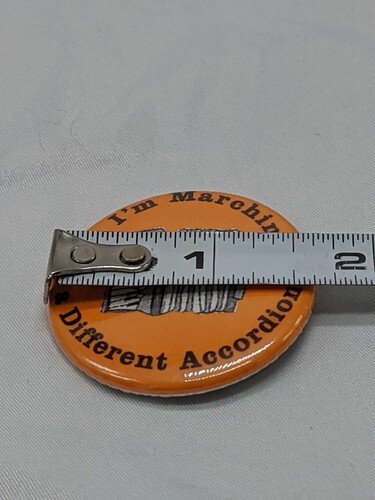 I'm Marchin
Different Accordion
1 2